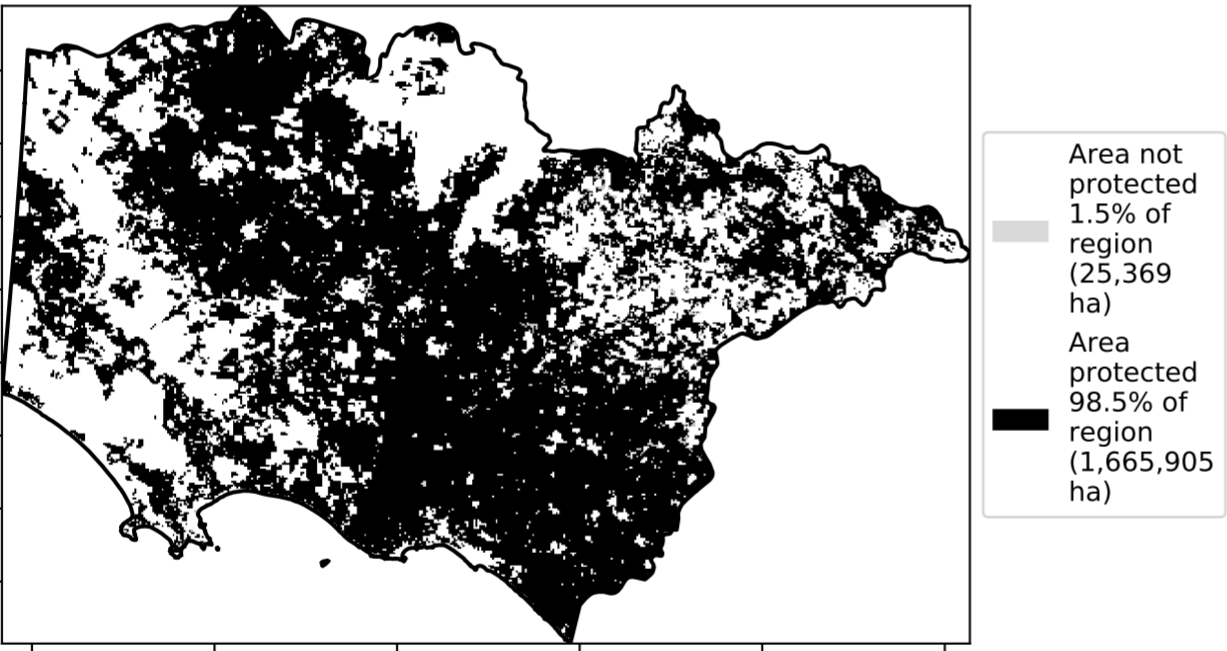 Area not
protected
1.5% of
region
(25,369
ha)
Area
protected
98.5% of
region
(1,665,905
ha)